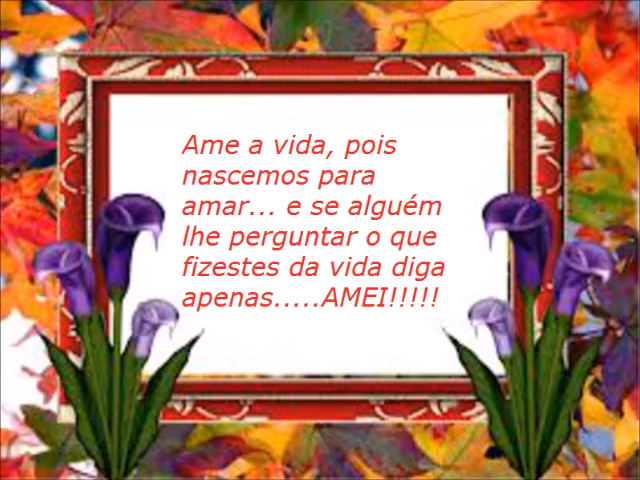 Ame a vida, pois
nascemos para
amar... e se alguém
lhe perguntar o que
fizestes da vida diga
apenas.....AMEI!!!!!